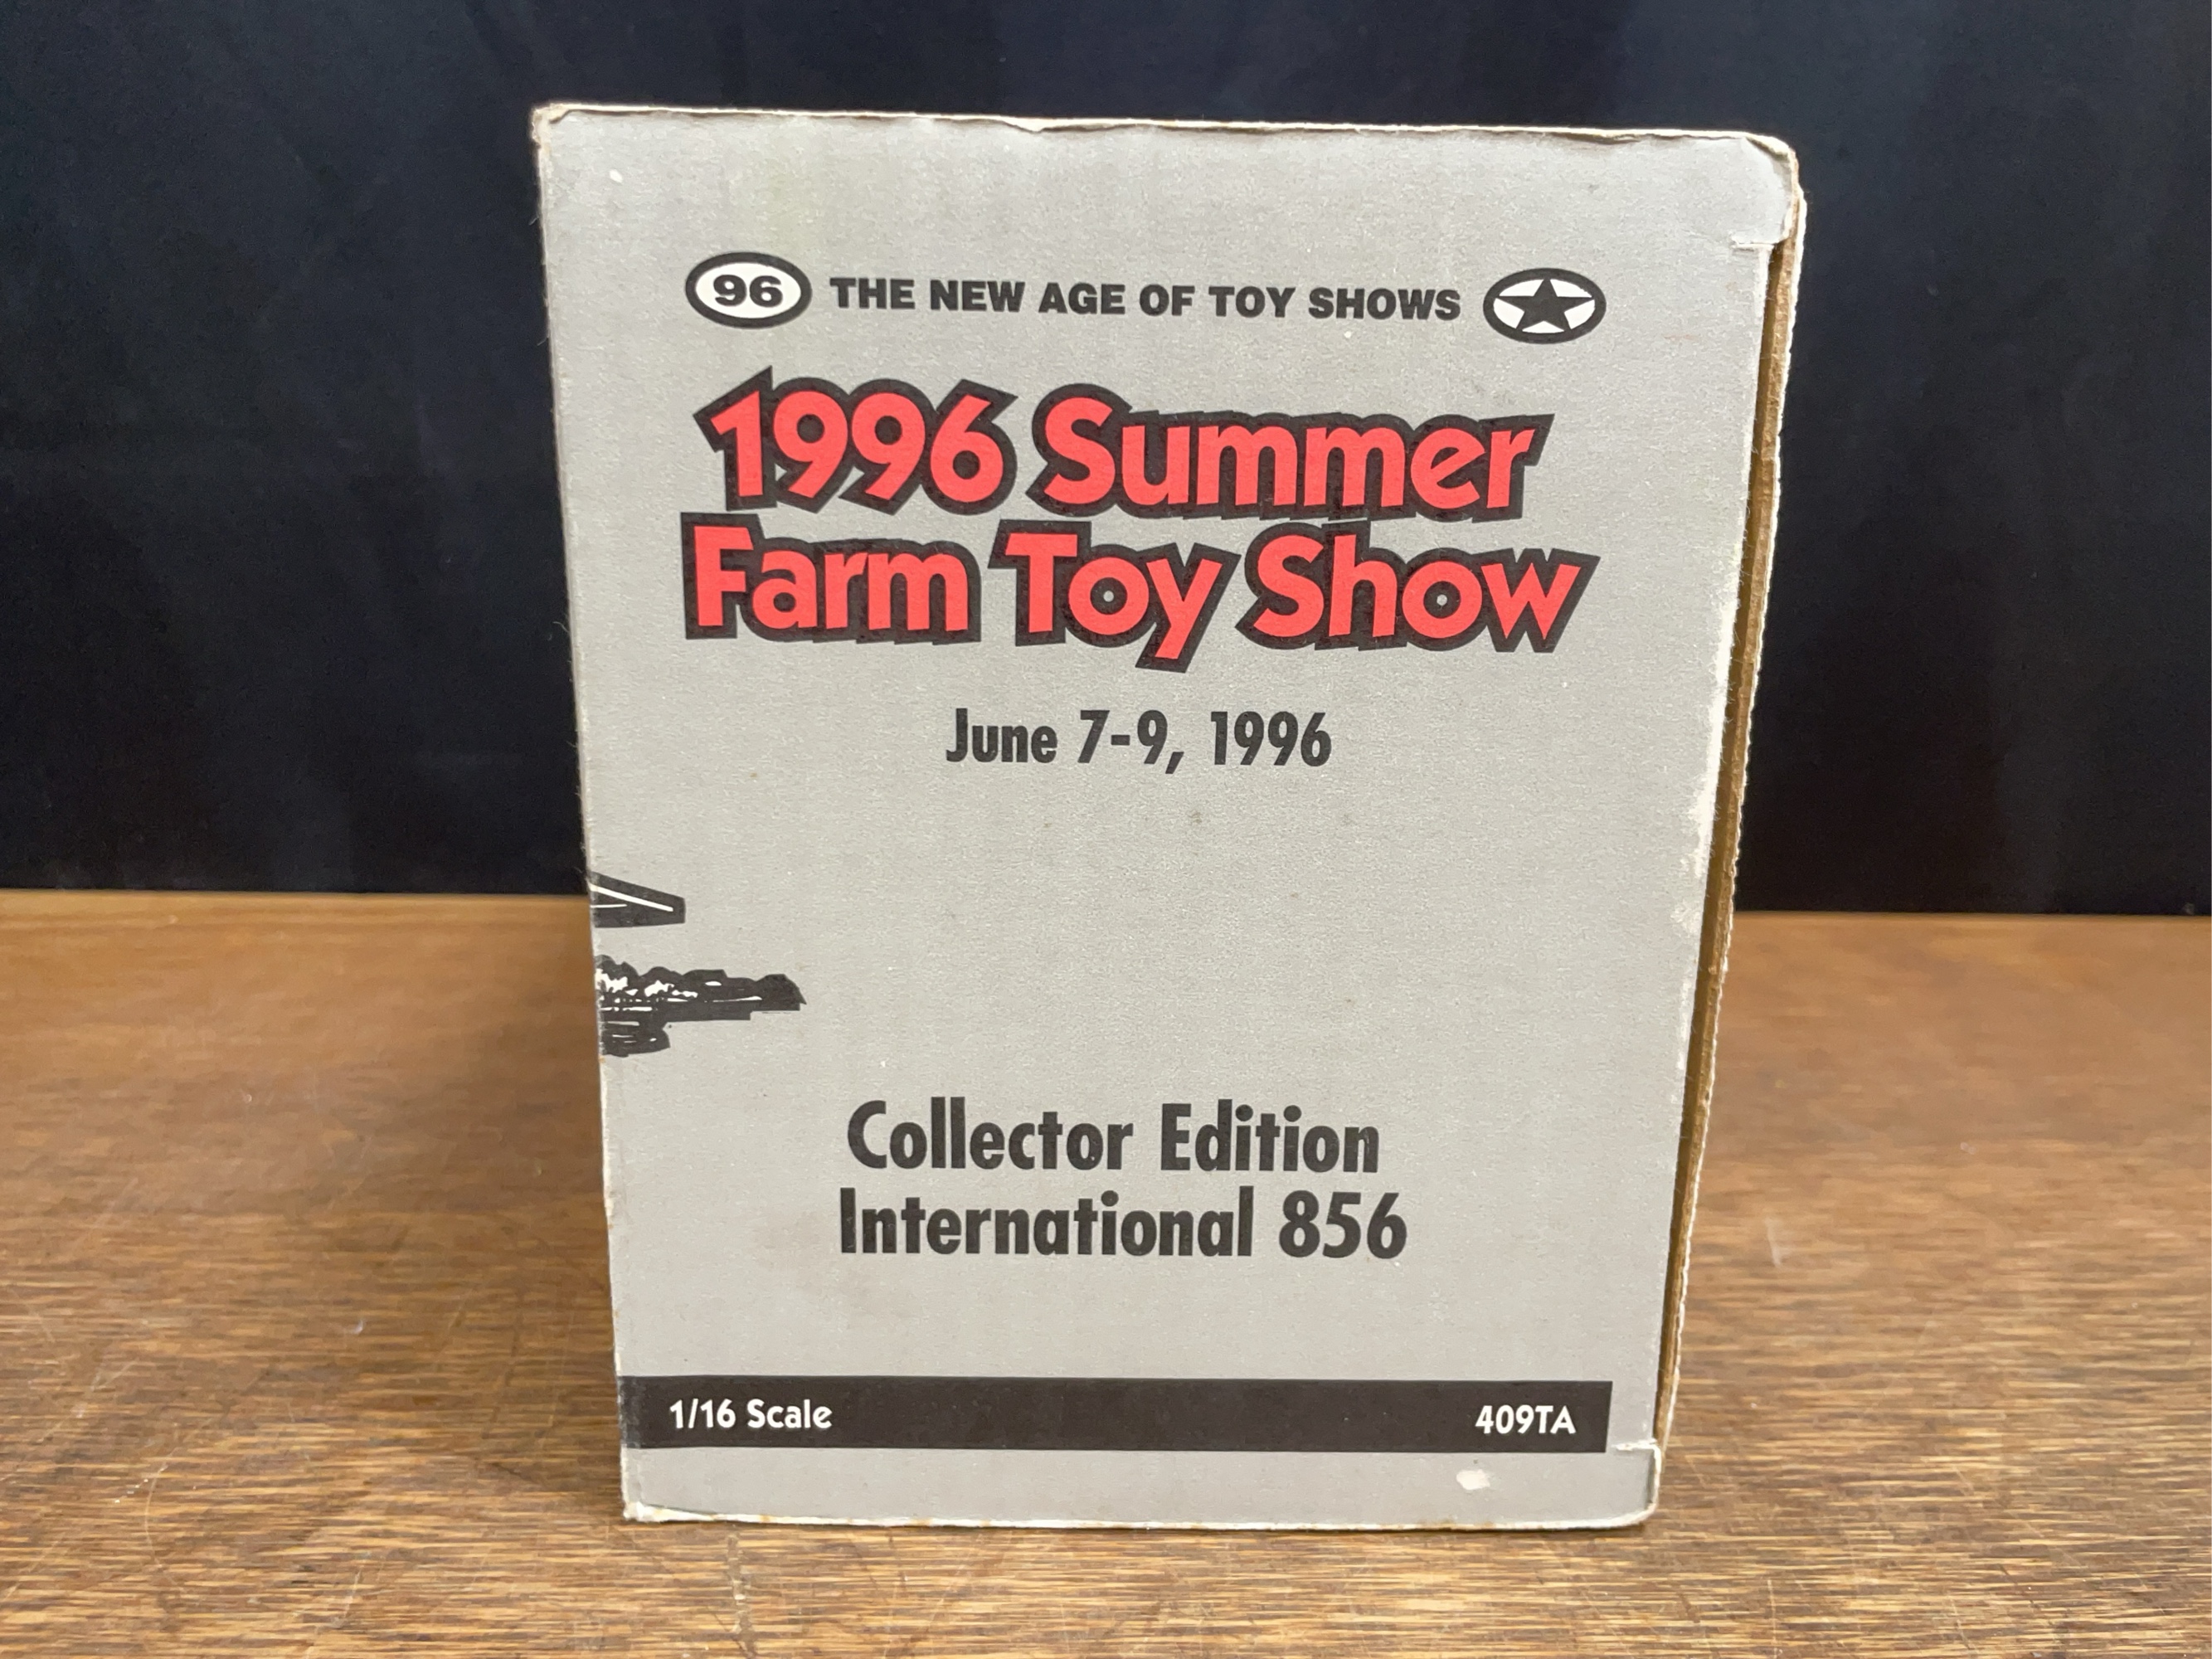 96 THE NEW AGE OF TOY SHOWS
1996 Summer
Farm Toy Show
June 7-9, 1996
Collector Edition
International 856
1/16 Scale 409TA